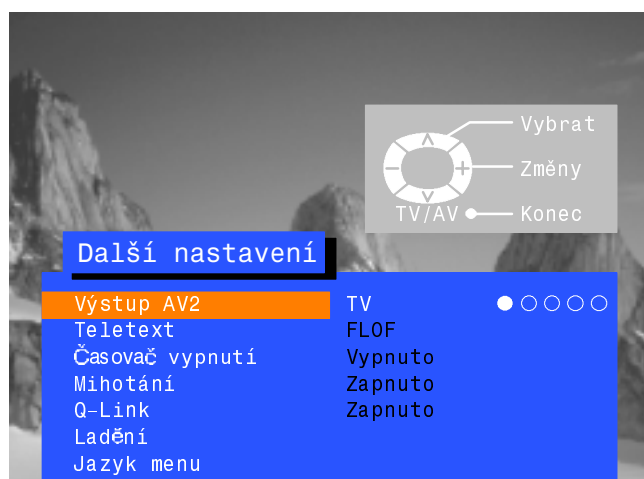 Vybrat
Změny
TV/AV Konec
Další nastavení
Výstup AV2 TV
Teletext FLOF
Časovač vypnutí Vypnuto
Mihotání Zapnuto
Q-Link Zapnuto
Ladění
Jazyk menu